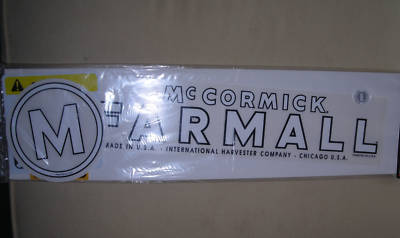 McCORMICK
FARMALL
M
MADE IN U.S.A. - INTERNATIONAL HARVESTER COMPANY - CHICAGO U.S.A.